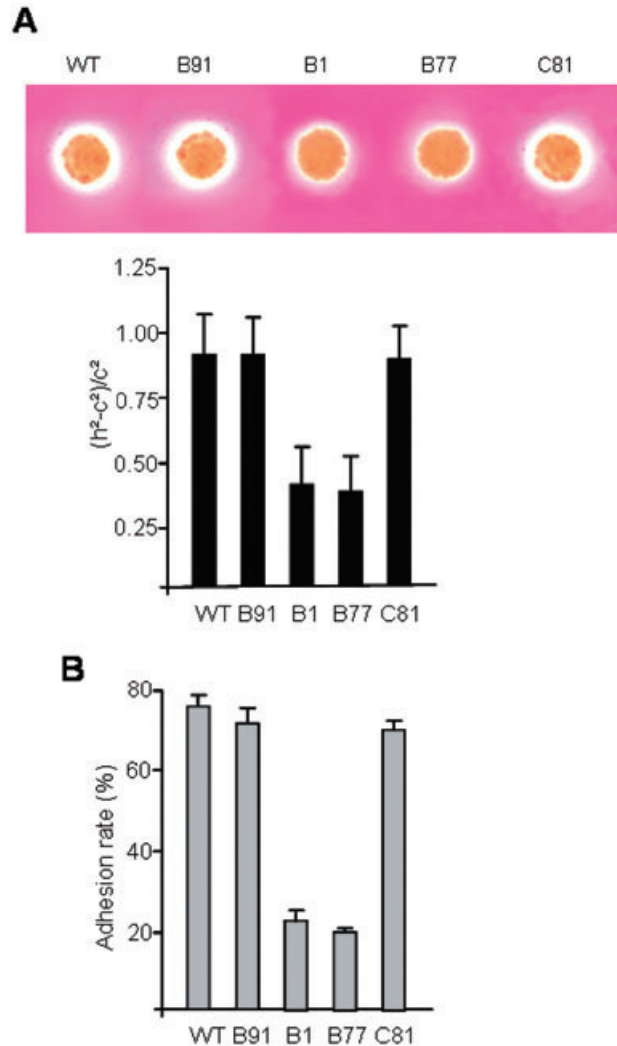 A
WT B91 B1 B77 C81
(h²-c²)/c²
1.25
1.00
0.75
0.50
0.25
WT B91 B1 B77 C81
B
Adhesion rate (%)
80
60
40
20
WT B91 B1 B77 C81